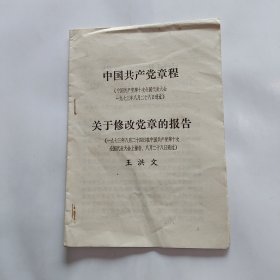 中国共产党章程
(中国共产党第十次全国代表大会
一九七三年八月二十八日通过)
关于修改党章的报告
(一九七三年八月二十四日在中国共产党第十次
全国代表大会上报告，八月二十八日通过)
王洪文